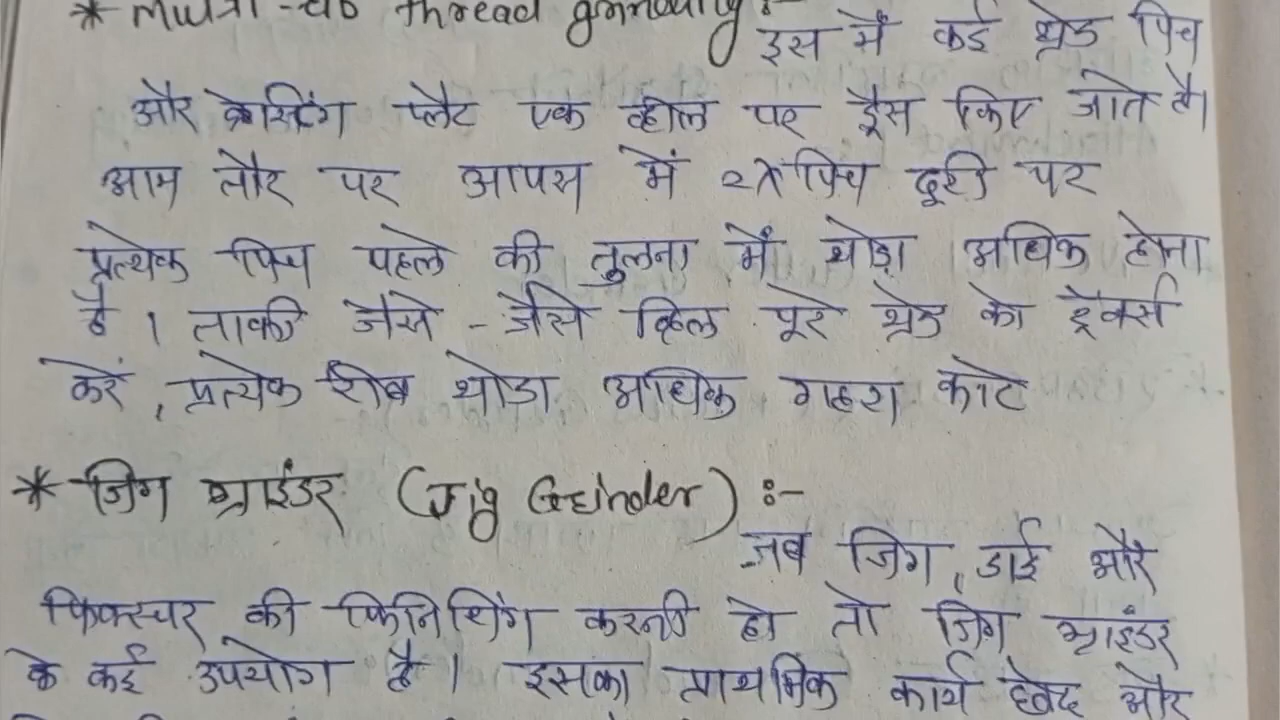 * Multi-rib thread grinding :-
इस में कई थ्रेड पिच
और क्रेस्टिंग फ्लैट एक व्हील पर ड्रैस किए जाते है।
आम तौर पर आपस में 2x पिच दूरी पर
प्रत्येक पिच पहले की तुलना में थोड़ा अधिक होना
है । ताकी जैसे - जैसे व्हिल पूरे थ्रेड को ट्रैवर्स
करें, प्रत्येक रीब थोडा अधिक गहरा काटे
* जिग ग्राइंडर (Jig Grinder) :-
जब जिग, डाई और
फिक्स्चर की फिनिशिंग करनी हो तो जिग ग्राइंडर
के कई उपयोग है। इसका प्राथमिक कार्य छेद और